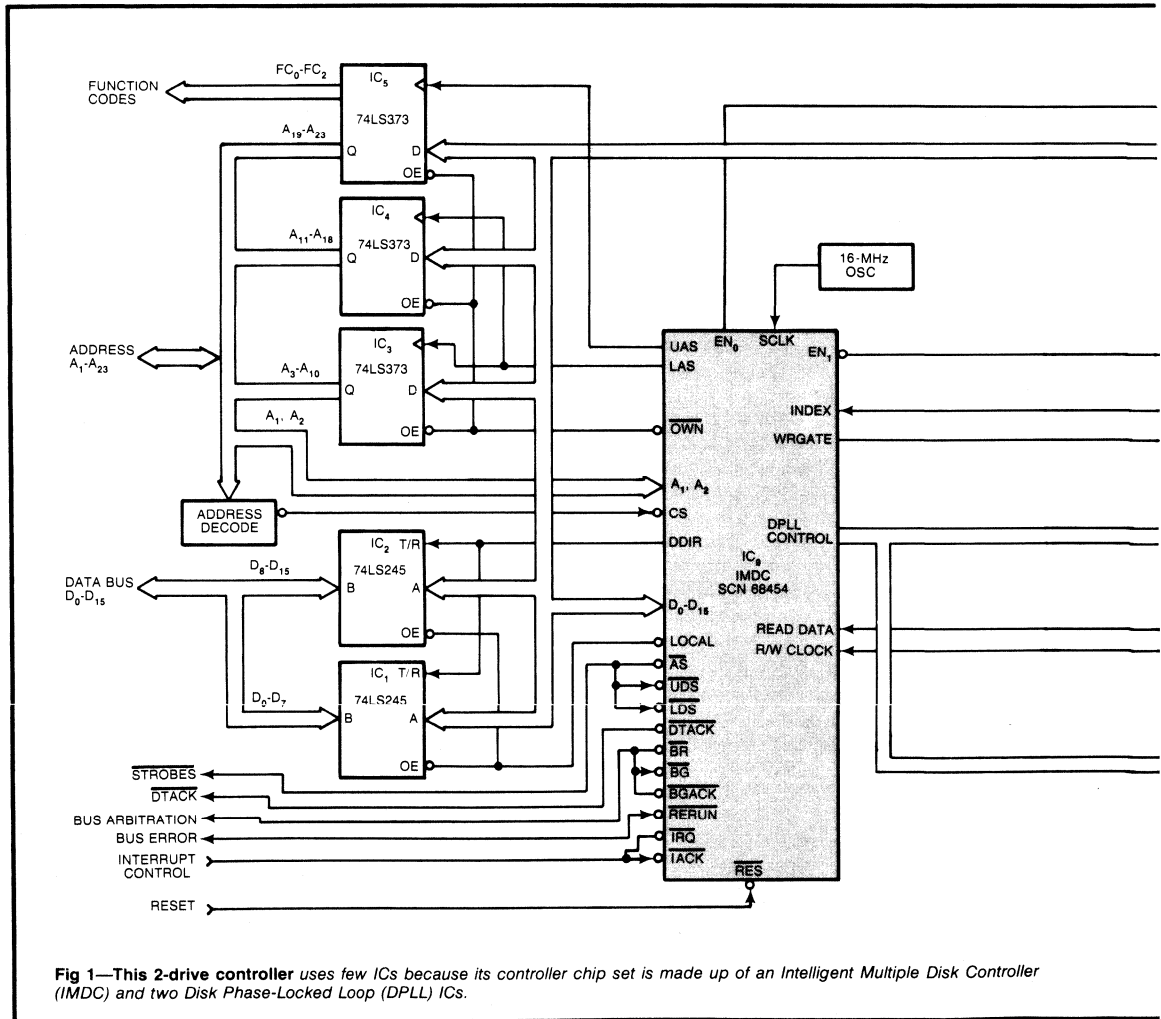 FUNCTION
CODES
FC0-FC2
IC5
74LS373
A19-A23
Q
D
OE
IC4
A11-A18
74LS373
Q
D
OE
16-MHz
OSC
ADDRESS
A1-A23
IC3
A3-A10
74LS373
Q
D
OE
A1, A2
ADDRESS
DECODE
IC2 T/R
74LS245
DATA BUS
D0-D15
D8-D15
B
A
OE
IC1 T/R
74LS245
D0-D7
B
A
OE
UAS
EN0
SCLK
EN1
LAS
INDEX
OWN
WRGATE
A1, A2
CS
DPLL
CONTROL
DDIR
IC9
IMDC
SCN 68454
D0-D15
READ DATA
LOCAL
R/W CLOCK
AS
UDS
LDS
DTACK
BR
BG
BGACK
RERUN
IRQ
IACK
RES
STROBES
DTACK
BUS ARBITRATION
BUS ERROR
INTERRUPT
CONTROL
RESET
Fig 1—This 2-drive controller uses few ICs because its controller chip set is made up of an Intelligent Multiple Disk Controller
(IMDC) and two Disk Phase-Locked Loop (DPLL) ICs.